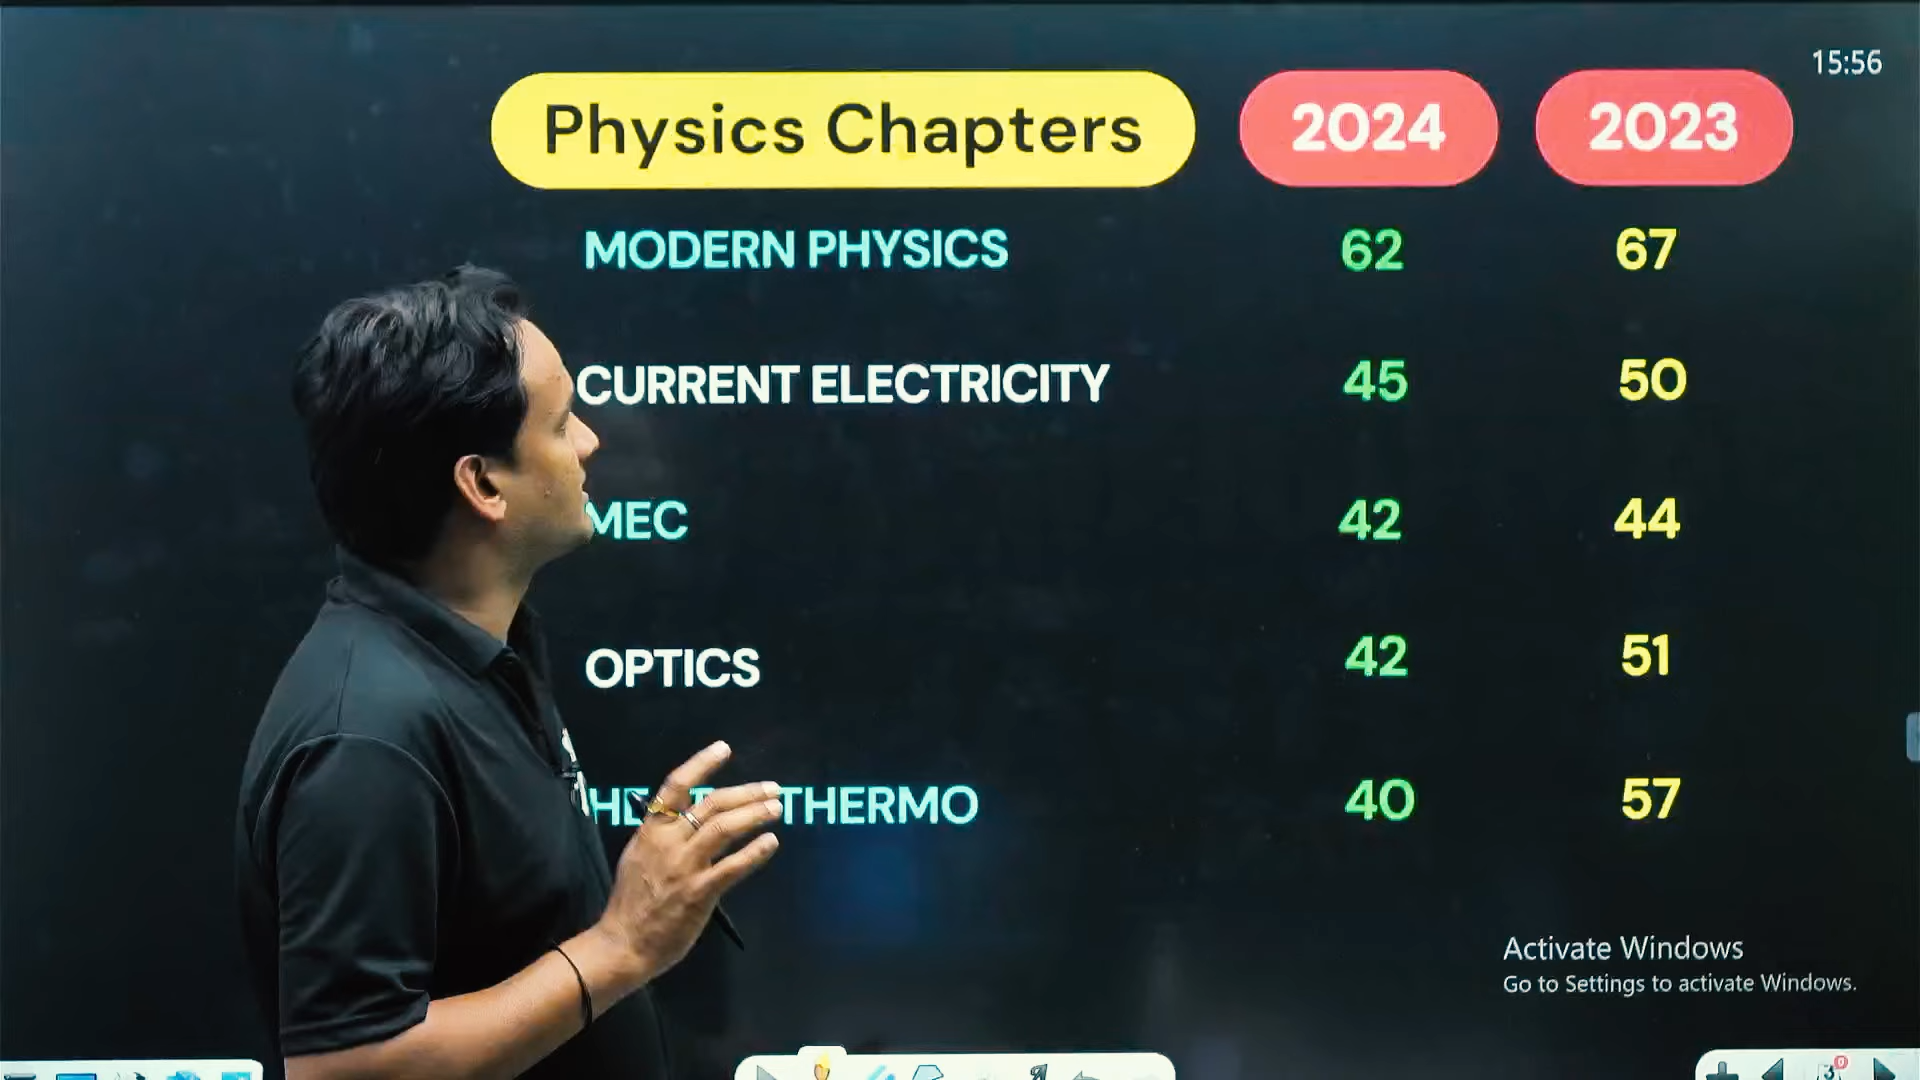 15:56
Physics Chapters 2024 2023
MODERN PHYSICS 62 67
CURRENT ELECTRICITY 45 50
MEC 42 44
OPTICS 42 51
THERMO 40 57
Activate Windows
Go to Settings to activate Windows.
3